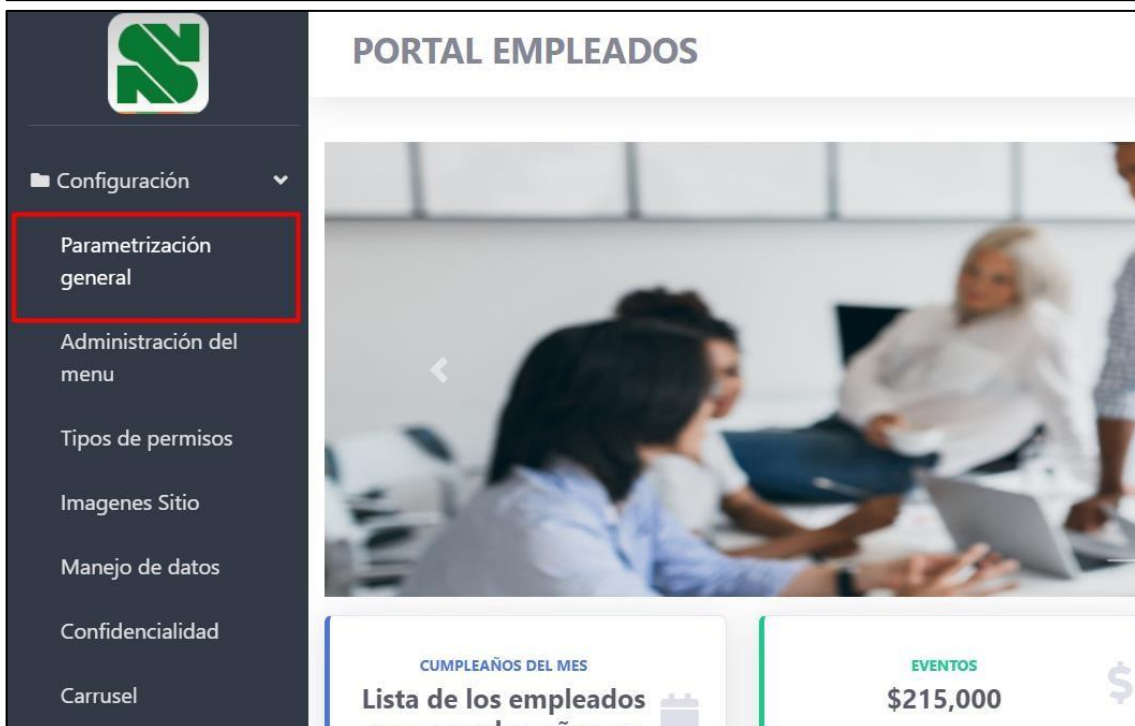 PORTAL EMPLEADOS
Configuración
Parametrización
general
Administración del
menu
Tipos de permisos
Imagenes Sitio
Manejo de datos
Confidencialidad
Carrusel
CUMPLEAÑOS DEL MES
Lista de los empleados
EVENTOS
$215,000
$